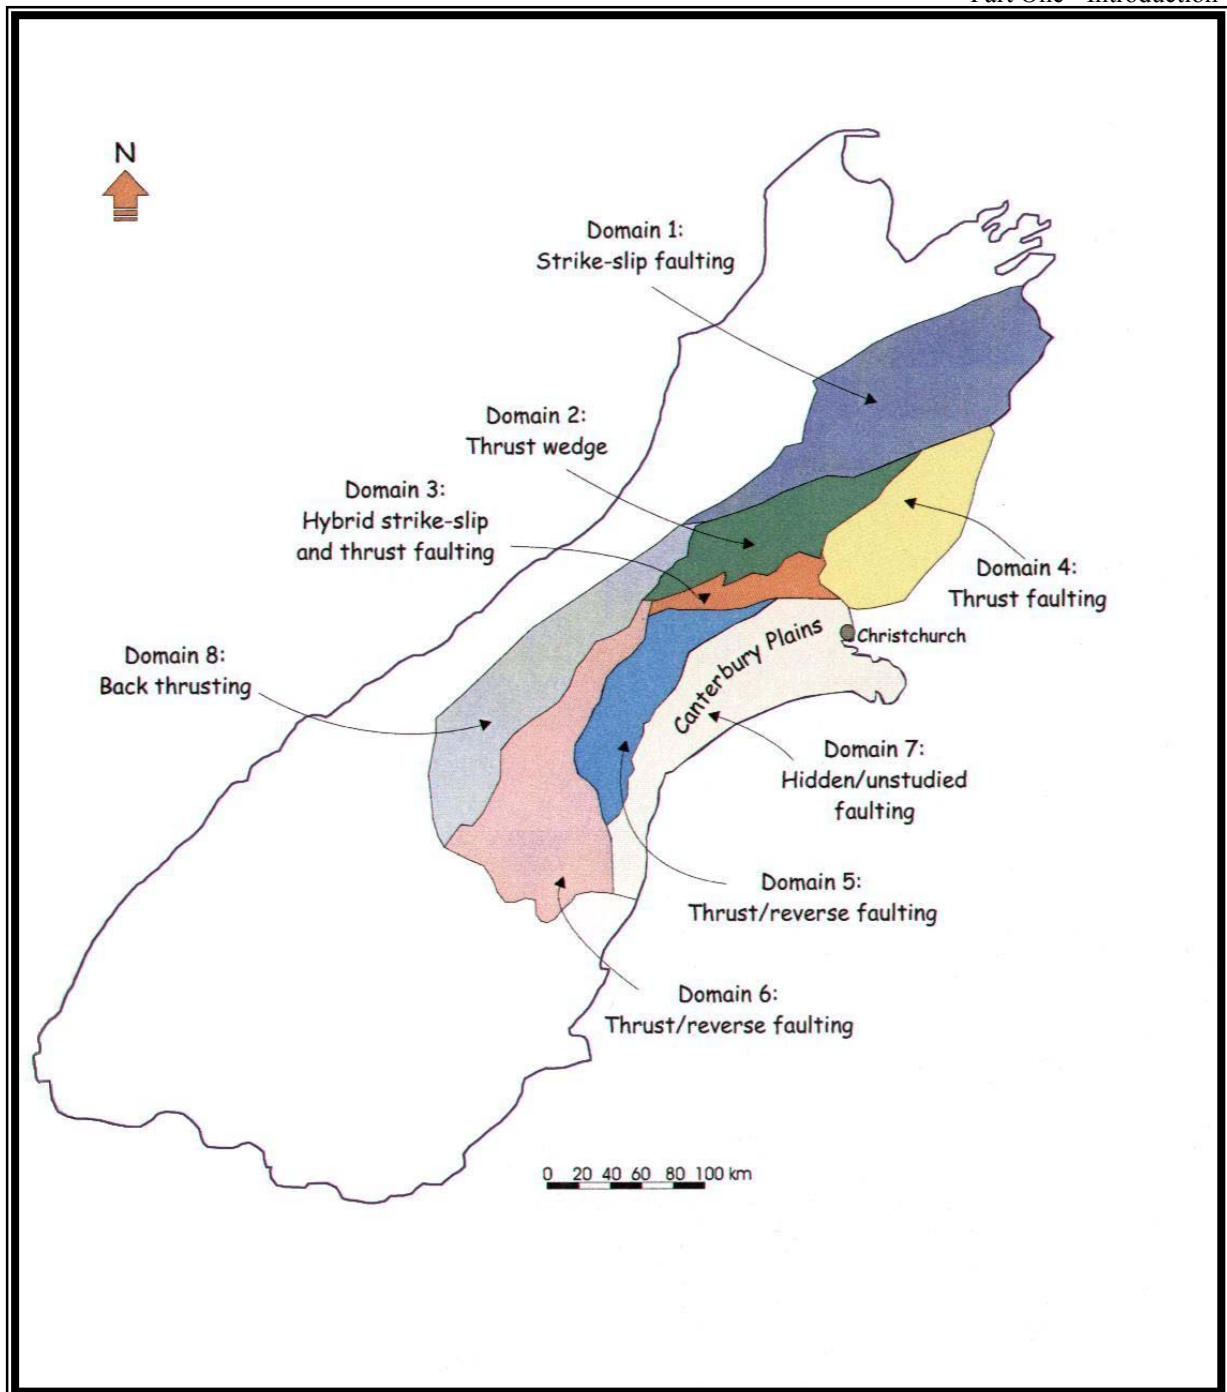 Part One - Introduction
N
Domain 1:
Strike-slip faulting
Domain 2:
Thrust wedge
Domain 3:
Hybrid strike-slip
and thrust faulting
Domain 4:
Thrust faulting
Christchurch
Canterbury Plains
Domain 8:
Back thrusting
Domain 7:
Hidden/unstudied
faulting
Domain 5:
Thrust/reverse faulting
Domain 6:
Thrust/reverse faulting
0 20 40 60 80 100 km